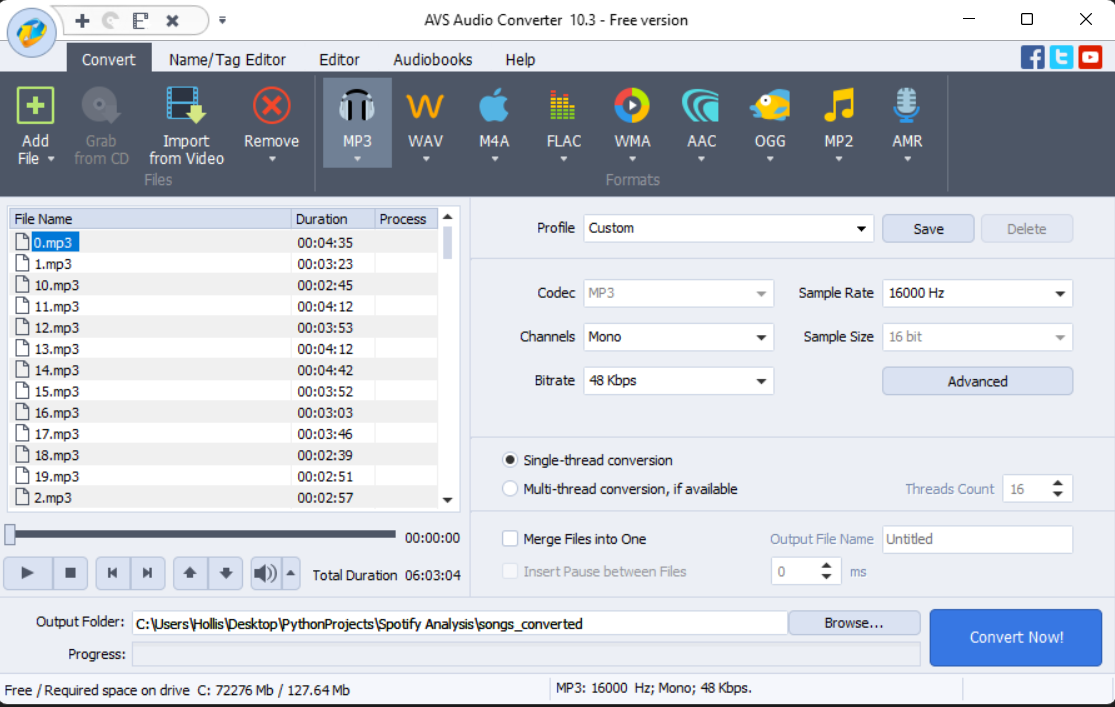 AVS Audio Converter 10.3 - Free version
Convert Name/Tag Editor Editor Audiobooks Help
Add File
Grab from CD
Import from Video
Remove
Files
MP3 WAV M4A FLAC WMA AAC OGG MP2 AMR
Formats
File Name Duration Process
0.mp3 00:04:35
1.mp3 00:03:23
10.mp3 00:02:45
11.mp3 00:04:12
12.mp3 00:03:53
13.mp3 00:04:12
14.mp3 00:04:42
15.mp3 00:03:52
16.mp3 00:03:03
17.mp3 00:03:46
18.mp3 00:02:39
19.mp3 00:02:51
2.mp3 00:02:57
00:00:00
Total Duration 06:03:04
Profile Custom Save Delete
Codec MP3 Sample Rate 16000 Hz
Channels Mono Sample Size 16 bit
Bitrate 48 Kbps Advanced
Single-thread conversion
Multi-thread conversion, if available Threads Count 16
Merge Files into One Output File Name Untitled
Insert Pause between Files 0 ms
Output Folder: C:\Users\Hollis\Desktop\PythonProjects\Spotify Analysis\songs_converted Browse...
Convert Now!
Progress:
Free / Required space on drive C: 72276 Mb / 127.64 Mb MP3: 16000 Hz; Mono; 48 Kbps.